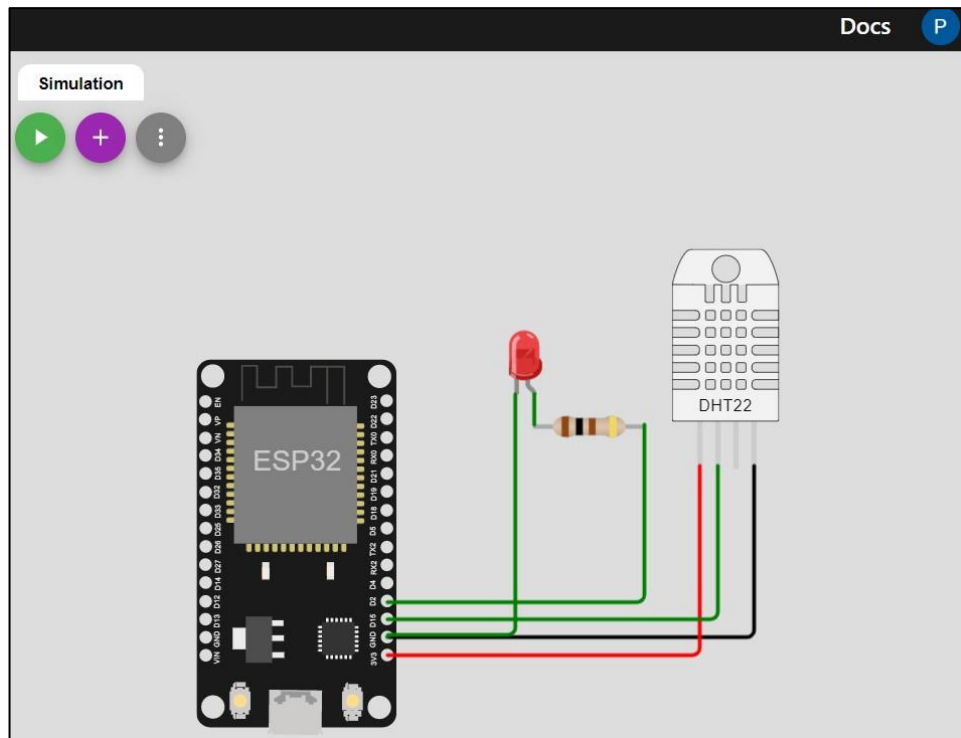 Docs
P
Simulation
DHT22
ESP32
EN
VP
VN
D34
D35
D32
D33
D25
D26
D27
D14
D12
D13
GND
VIN
D23
D22
TX0
RX0
D21
D19
D18
D5
TX2
RX2
D4
D2
D15
GND
3V3